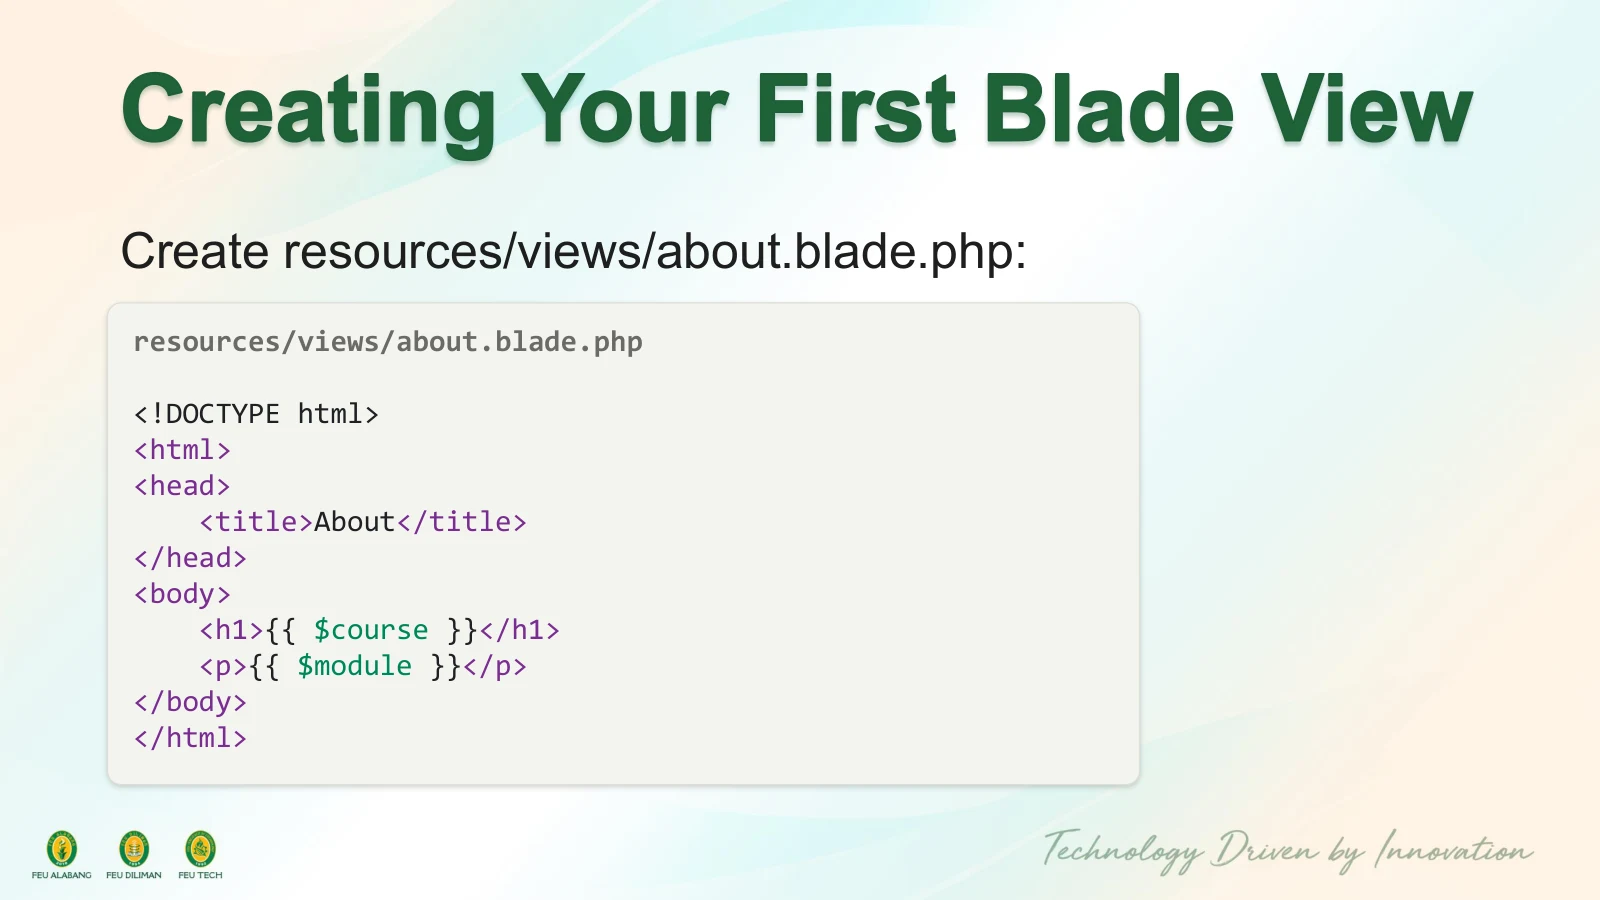 Creating Your First Blade View
Create resources/views/about.blade.php:
resources/views/about.blade.php
<!DOCTYPE html>
<html>
<head>
    <title>About</title>
</head>
<body>
    <h1>{{ $course }}</h1>
    <p>{{ $module }}</p>
</body>
</html>
FEU ALABANG
FEU DILIMAN
FEU TECH
Technology Driven by Innovation